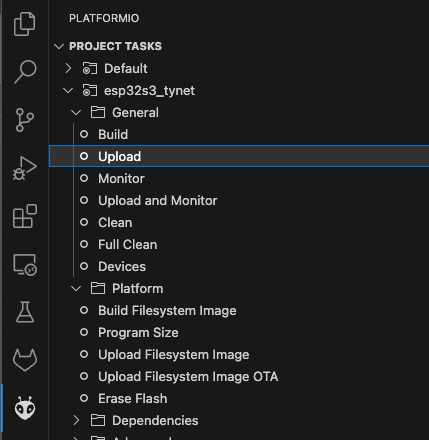 PLATFORMIO
PROJECT TASKS
Default
esp32s3_tynet
General
Build
Upload
Monitor
Upload and Monitor
Clean
Full Clean
Devices
Platform
Build Filesystem Image
Program Size
Upload Filesystem Image
Upload Filesystem Image OTA
Erase Flash
Dependencies